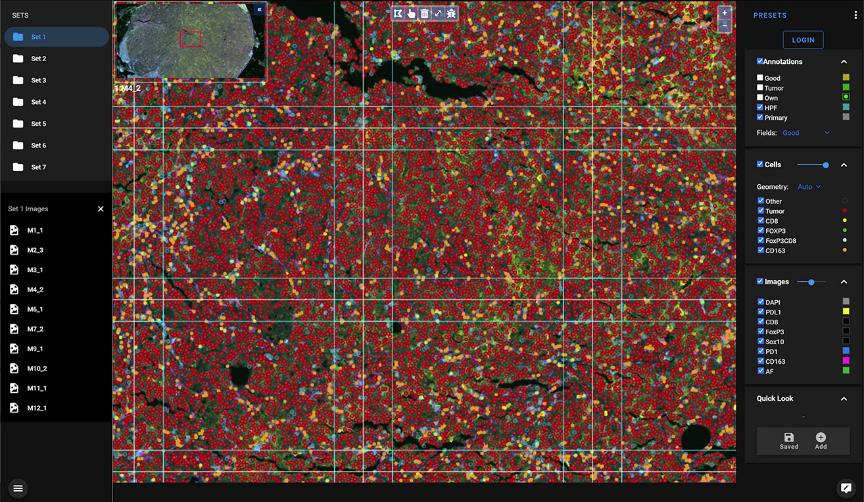 SETS
Set 1
Set 2
Set 3
Set 4
Set 5
Set 6
Set 7
Set 1 Images
M1_1
M2_3
M3_1
M4_2
M6_1
M7_2
M9_1
M10_2
M11_1
M12_1
M4_2
PRESETS
LOGIN
Annotations
Good
Tumor
Own
HPF
Primary
Fields: Good
Cells
Geometry: Auto
Other
Tumor
CD8
FOXP3
FoxP3CD8
CD163
Images
DAPI
PDL1
CD8
FoxP3
Sox10
PD1
CD163
AF
Quick Look
-
Saved Add